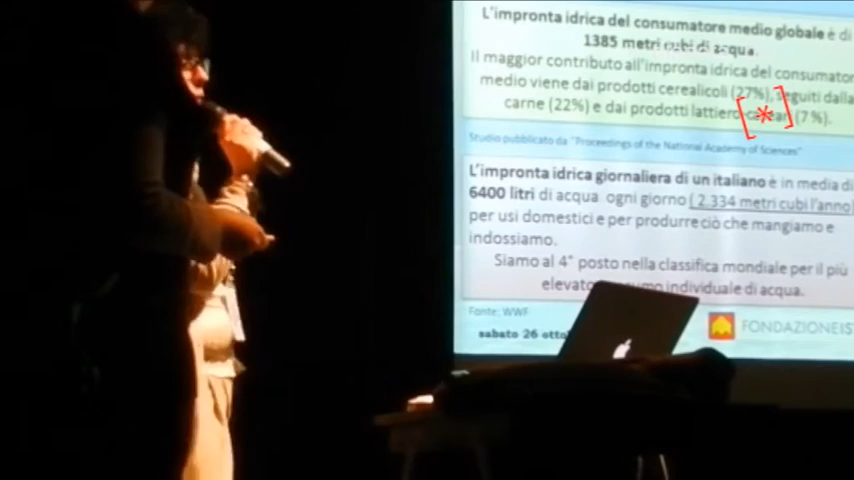 L'impronta idrica del consumatore medio globale è di
1385 metri cubi di acqua.
Il maggior contributo all'impronta idrica del consumatore
medio viene dai prodotti cerealicoli (27%), seguiti dalla
carne (22%) e dai prodotti lattiero (7%).
[*]
Studio pubblicato da "Proceedings of the National Academy of Sciences"
L'impronta idrica giornaliera di un italiano è in media di
6400 litri di acqua ogni giorno ( 2.334 metri cubi l'anno)
per usi domestici e per produrre ciò che mangiamo e
indossiamo.
Siamo al 4° posto nella classifica mondiale per il più
individuale di acqua.
Fonte: WWF
sabato 26
FONDAZIONE